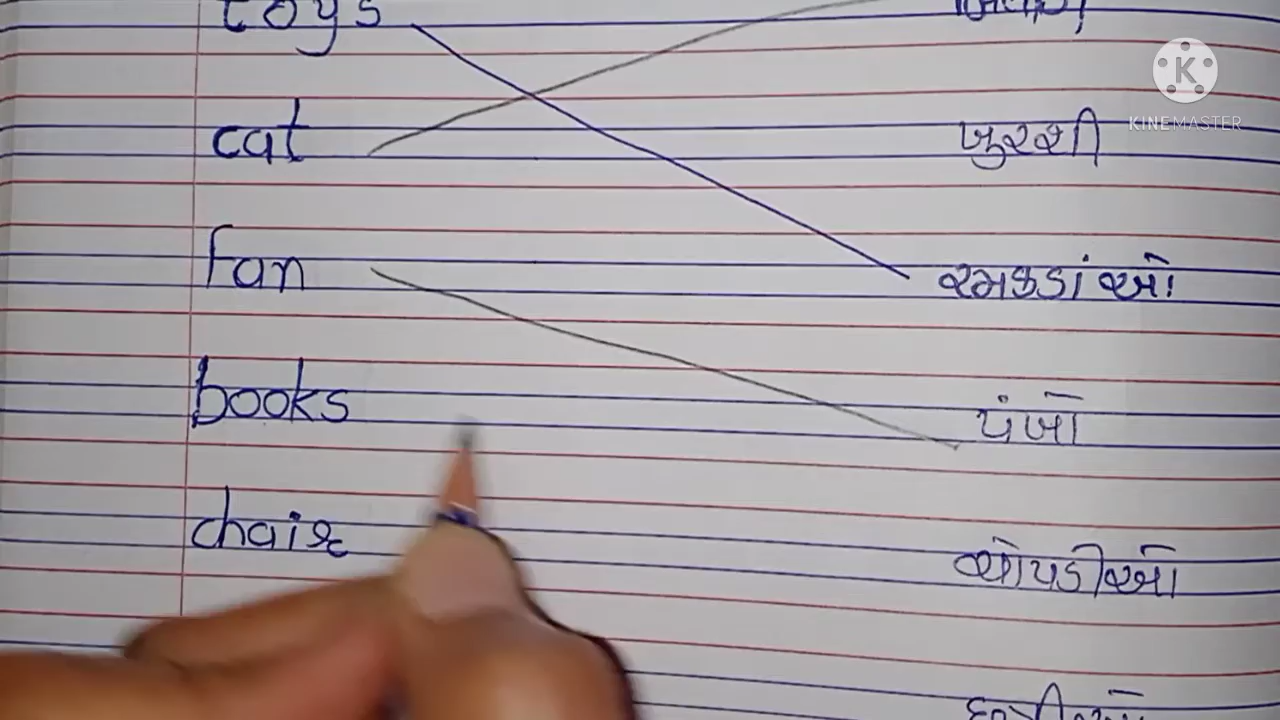 toys
cat ખુરશી
Fan રમકડાંઓ
books પંખો
chair ચોપડીઓ
KINEMASTER